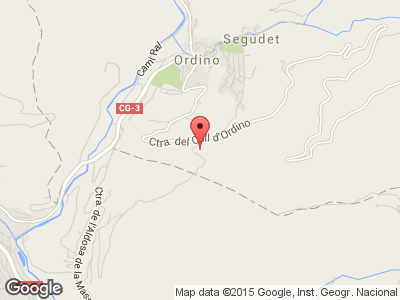 Segudet
Ordino
Camí Ral
CG-3
Ctra. del Coll d'Ordino
Ctra. de l'Aldosa de la Mass
Google
Map data ©2015 Google, Inst. Geogr. Nacional